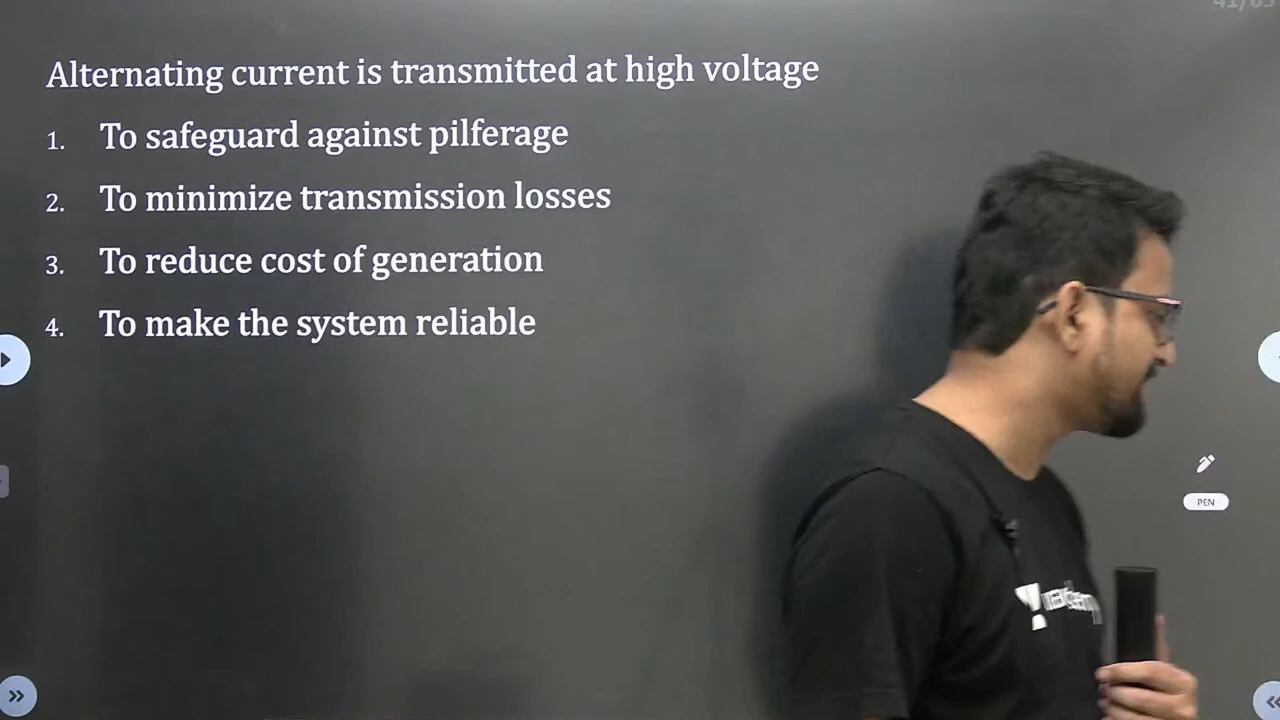 Alternating current is transmitted at high voltage
1. To safeguard against pilferage
2. To minimize transmission losses
3. To reduce cost of generation
4. To make the system reliable
PEN